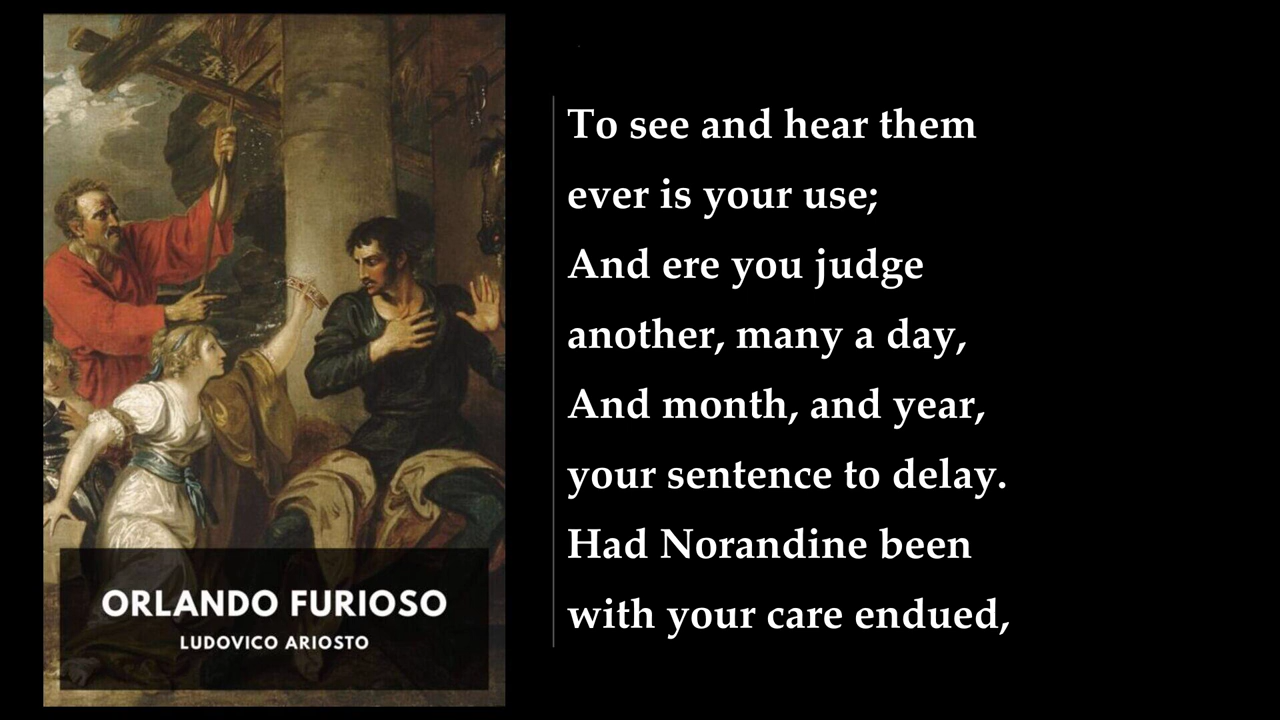 ORLANDO FURIOSO
LUDOVICO ARIOSTO
To see and hear them
ever is your use;
And ere you judge
another, many a day,
And month, and year,
your sentence to delay.
Had Norandine been
with your care endued,